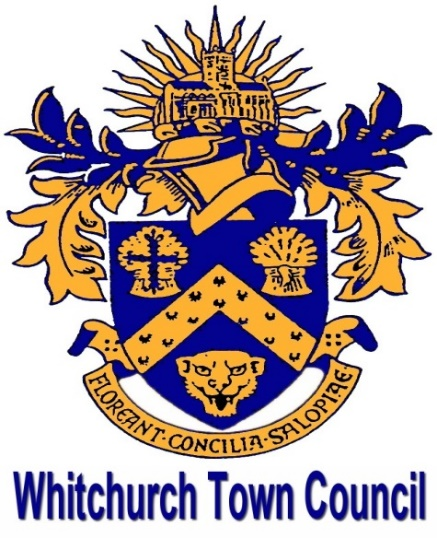 FLOREANT·CONCILIA·SALOPIAE
Whitchurch Town Council